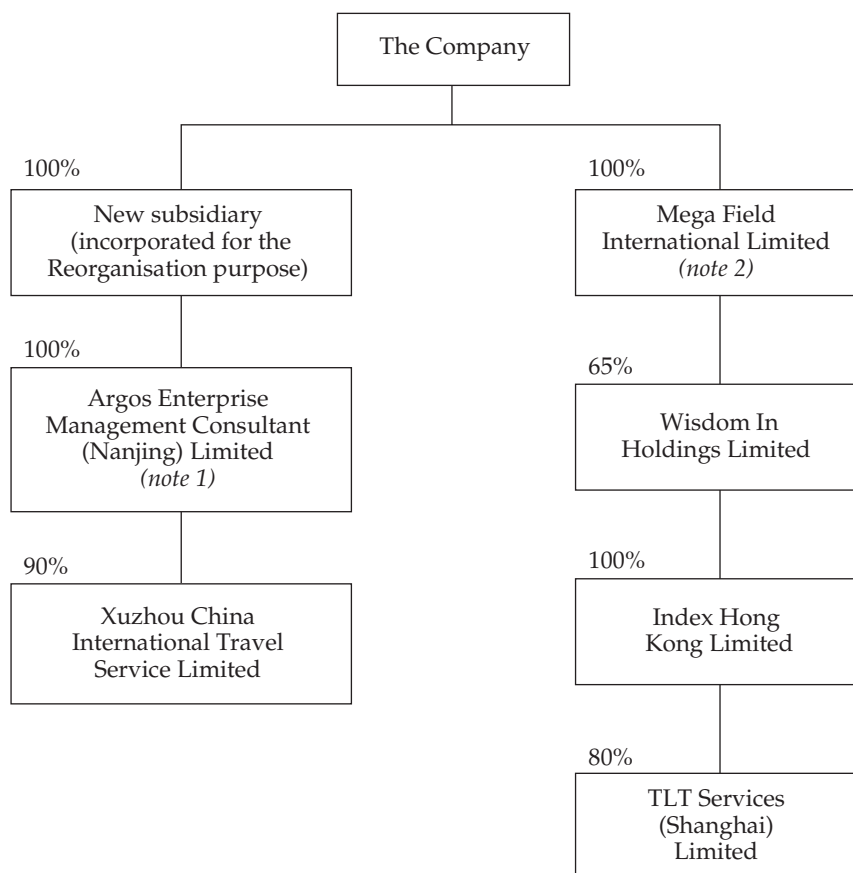 The Company
100%
New subsidiary
(incorporated for the
Reorganisation purpose)
100%
Argos Enterprise
Management Consultant
(Nanjing) Limited
(note 1)
90%
Xuzhou China
International Travel
Service Limited
100%
Mega Field
International Limited
(note 2)
65%
Wisdom In
Holdings Limited
100%
Index Hong
Kong Limited
80%
TLT Services
(Shanghai)
Limited